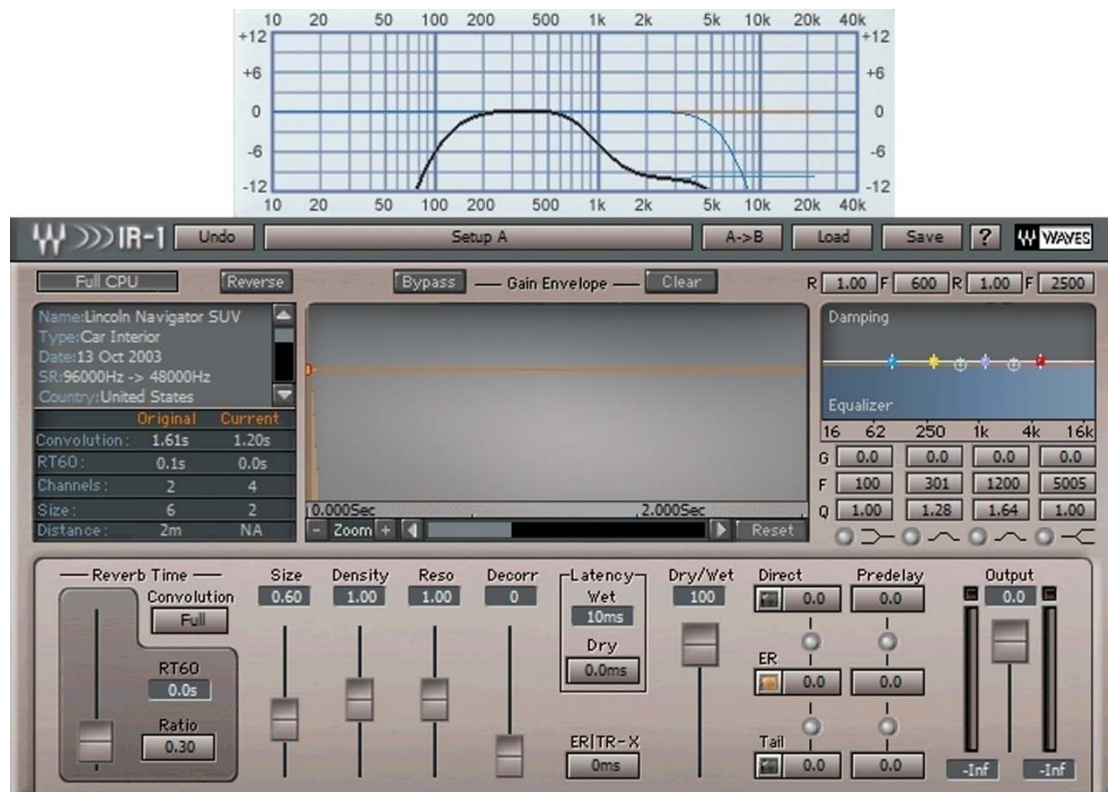 10 20 50 100 200 500 1k 2k 5k 10k 20k 40k
+12 +12
+6 +6
0 0
-6 -6
-12 -12
10 20 50 100 200 500 1k 2k 5k 10k 20k 40k
IR-1 Undo Setup A A->B Load Save ? WAVES
Full CPU Reverse Bypass Gain Envelope Clear R 1.00 F 600 R 1.00 F 2500
Name:Lincoln Navigator SUV
Type:Car Interior
Date:13 Oct 2003
SR:96000Hz -> 48000Hz
Country:United States
Original Current
Convolution: 1.61s 1.20s
RT60: 0.1s 0.0s
Channels: 2 4
Size: 6 2
Distance: 2m NA
0.000Sec 2.000Sec
- Zoom + Reset
Damping
Equalizer
16 62 250 1k 4k 16k
G 0.0 0.0 0.0 0.0
F 100 301 1200 5005
Q 1.00 1.28 1.64 1.00
Reverb Time Size Density Reso Decorr Latency Dry/Wet Direct Predelay Output
Convolution 0.60 1.00 1.00 0 Wet 100 0.0 0.0 0.0
Full 10ms
Dry
RT60 0.0ms ER
0.0s 0.0 0.0
Ratio
0.30 ER|TR-X Tail
0ms 0.0 0.0 -Inf -Inf